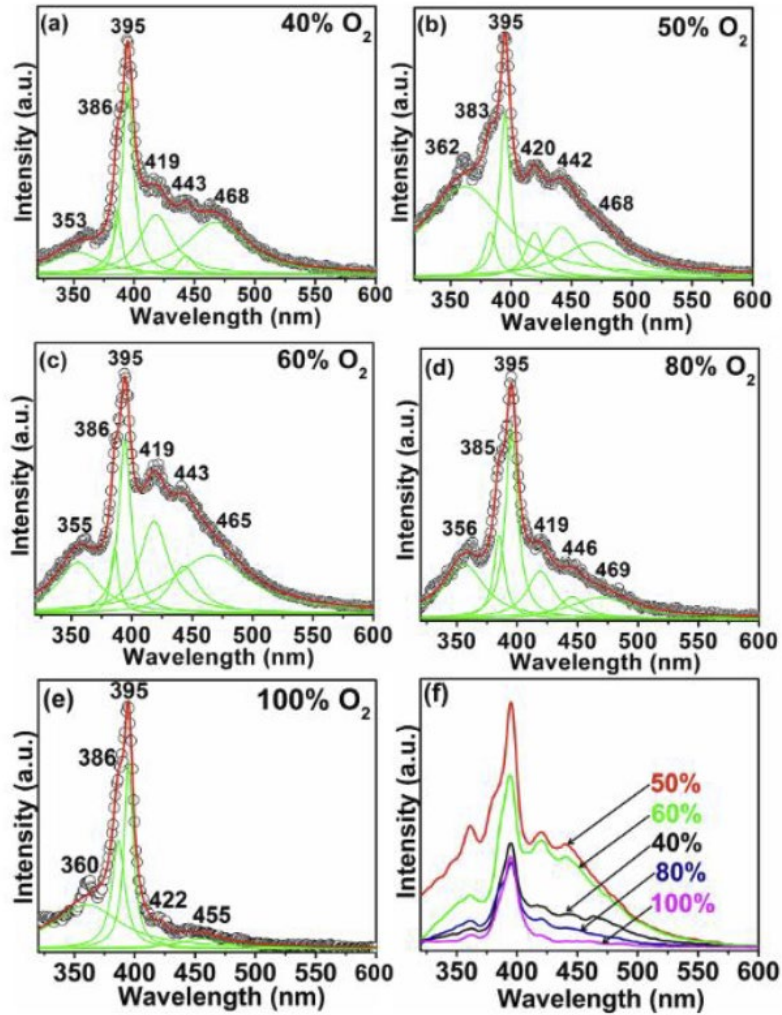 (a) 395 40% O2
386
419
443
468
353
Intensity (a.u.)
350 400 450 500 550 600
Wavelength (nm)
(b) 395 50% O2
383
362
420
442
468
Intensity (a.u.)
350 400 450 500 550 600
Wavelength (nm)
(c) 395 60% O2
386
419
443
465
355
Intensity (a.u.)
350 400 450 500 550 600
Wavelength (nm)
(d) 395 80% O2
385
356
419
446
469
Intensity (a.u.)
350 400 450 500 550 600
Wavelength (nm)
(e) 395 100% O2
386
360
422
455
Intensity (a.u.)
350 400 450 500 550 600
Wavelength (nm)
(f)
50%
60%
40%
80%
100%
Intensity (a.u.)
350 400 450 500 550 600
Wavelength (nm)